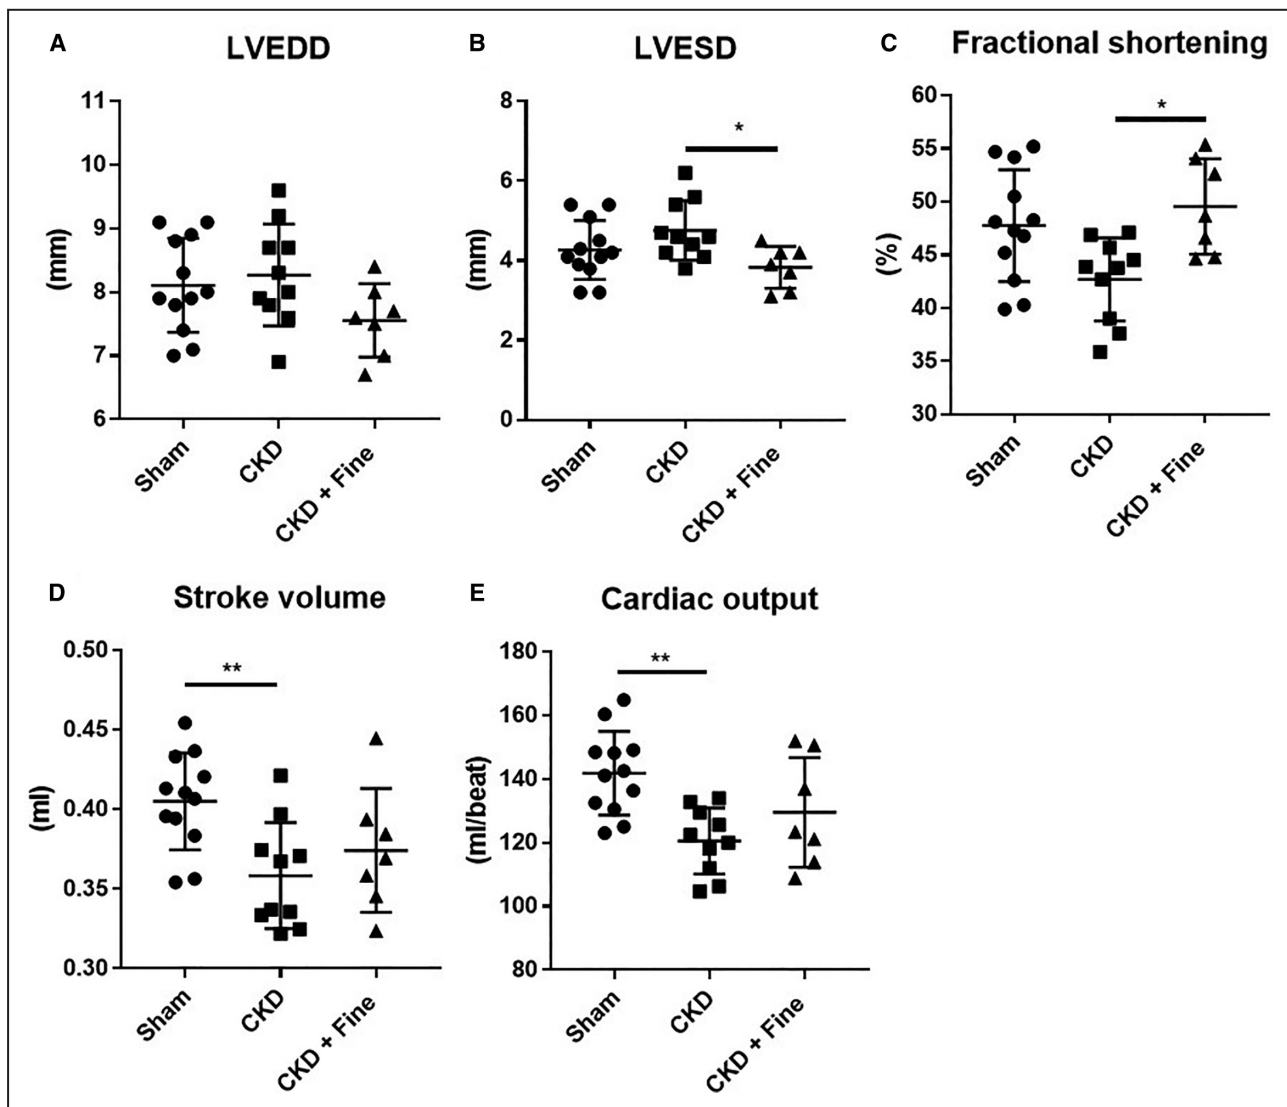 A
LVEDD
11
10
9
8
7
6
(mm)
Sham
CKD
CKD + Fine
B
LVESD
8
6
4
2
0
(mm)
*
Sham
CKD
CKD + Fine
C
Fractional shortening
60
55
50
45
40
35
30
(%)
*
Sham
CKD
CKD + Fine
D
Stroke volume
0.50
0.45
0.40
0.35
0.30
(ml)
**
Sham
CKD
CKD + Fine
E
Cardiac output
180
160
140
120
100
80
(ml/beat)
**
Sham
CKD
CKD + Fine